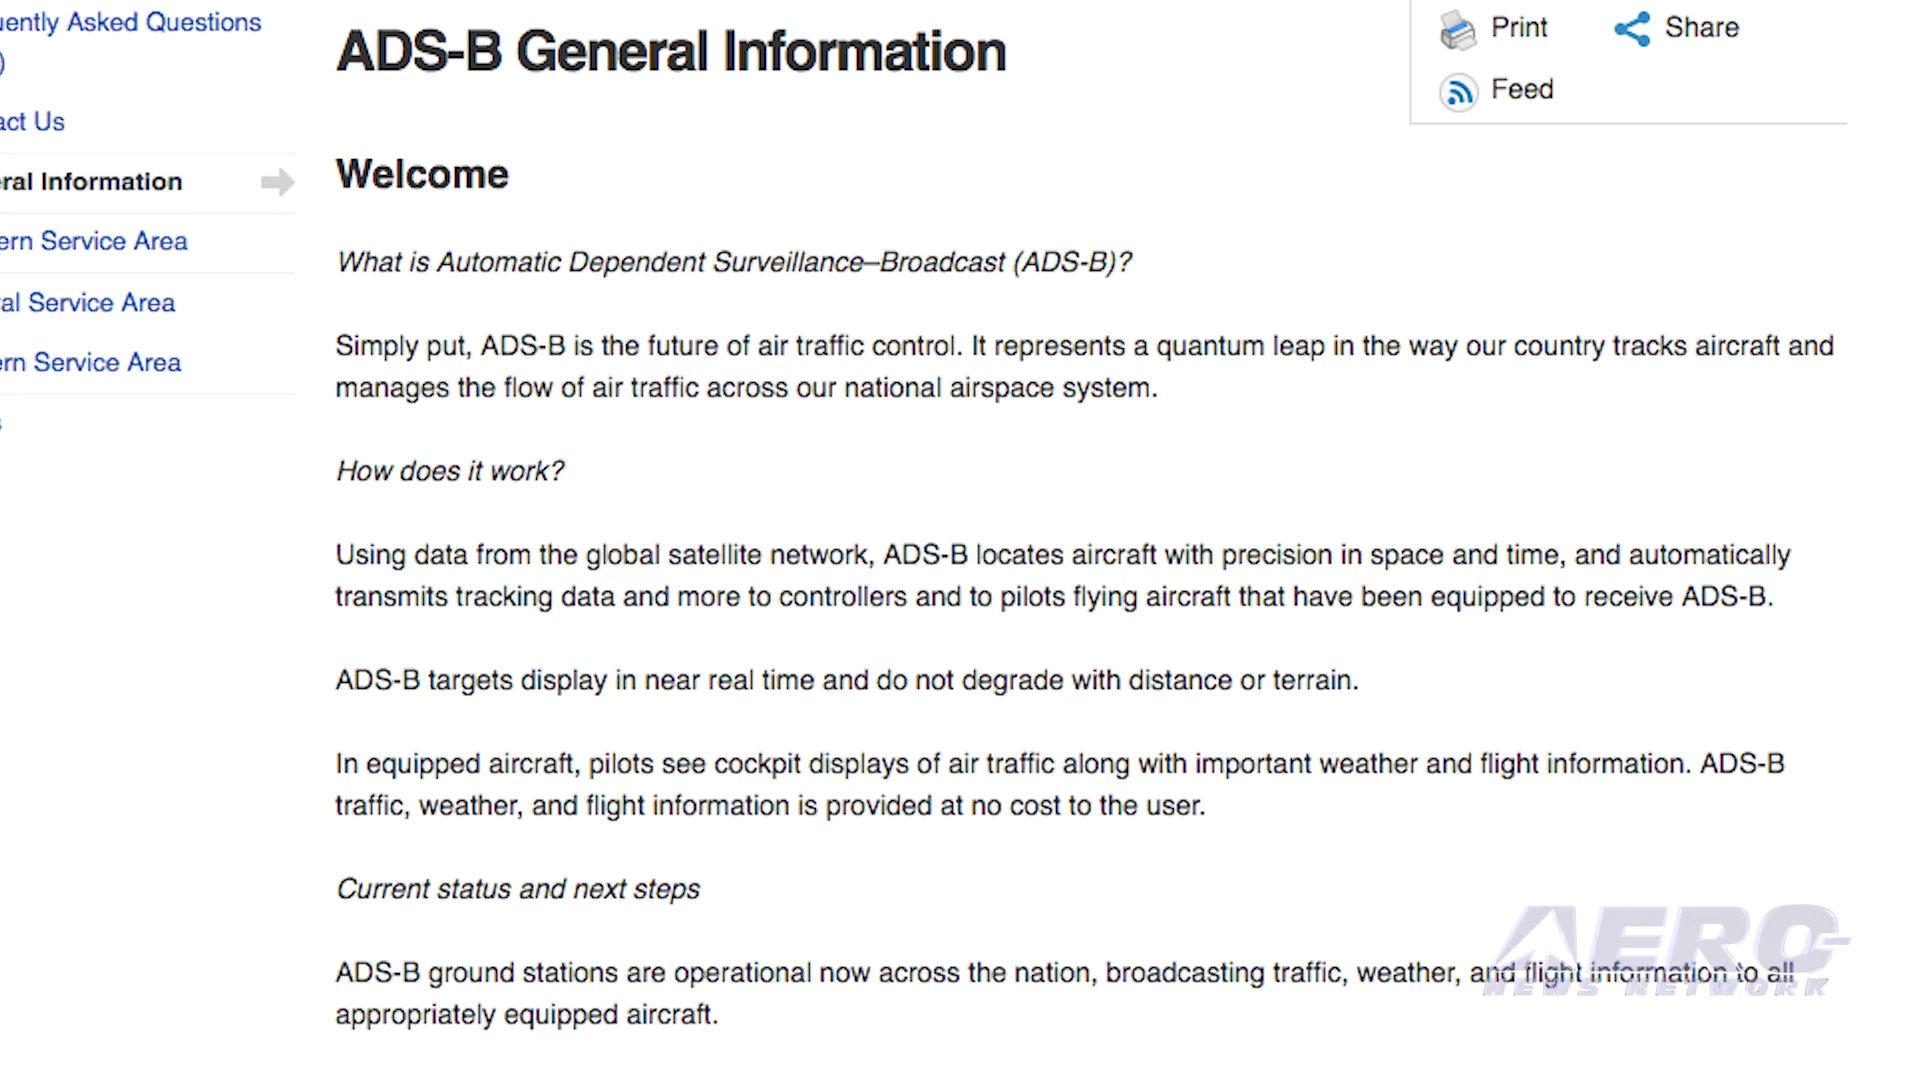 uently Asked Questions
)
act Us
eral Information
ern Service Area
al Service Area
ern Service Area
s
ADS-B General Information
Print
Share
Feed
Welcome
What is Automatic Dependent Surveillance–Broadcast (ADS-B)?
Simply put, ADS-B is the future of air traffic control. It represents a quantum leap in the way our country tracks aircraft and
manages the flow of air traffic across our national airspace system.
How does it work?
Using data from the global satellite network, ADS-B locates aircraft with precision in space and time, and automatically
transmits tracking data and more to controllers and to pilots flying aircraft that have been equipped to receive ADS-B.
ADS-B targets display in near real time and do not degrade with distance or terrain.
In equipped aircraft, pilots see cockpit displays of air traffic along with important weather and flight information. ADS-B
traffic, weather, and flight information is provided at no cost to the user.
Current status and next steps
ADS-B ground stations are operational now across the nation, broadcasting traffic, weather, and flight information to all
appropriately equipped aircraft.
AERO-
NEWS NETWORK